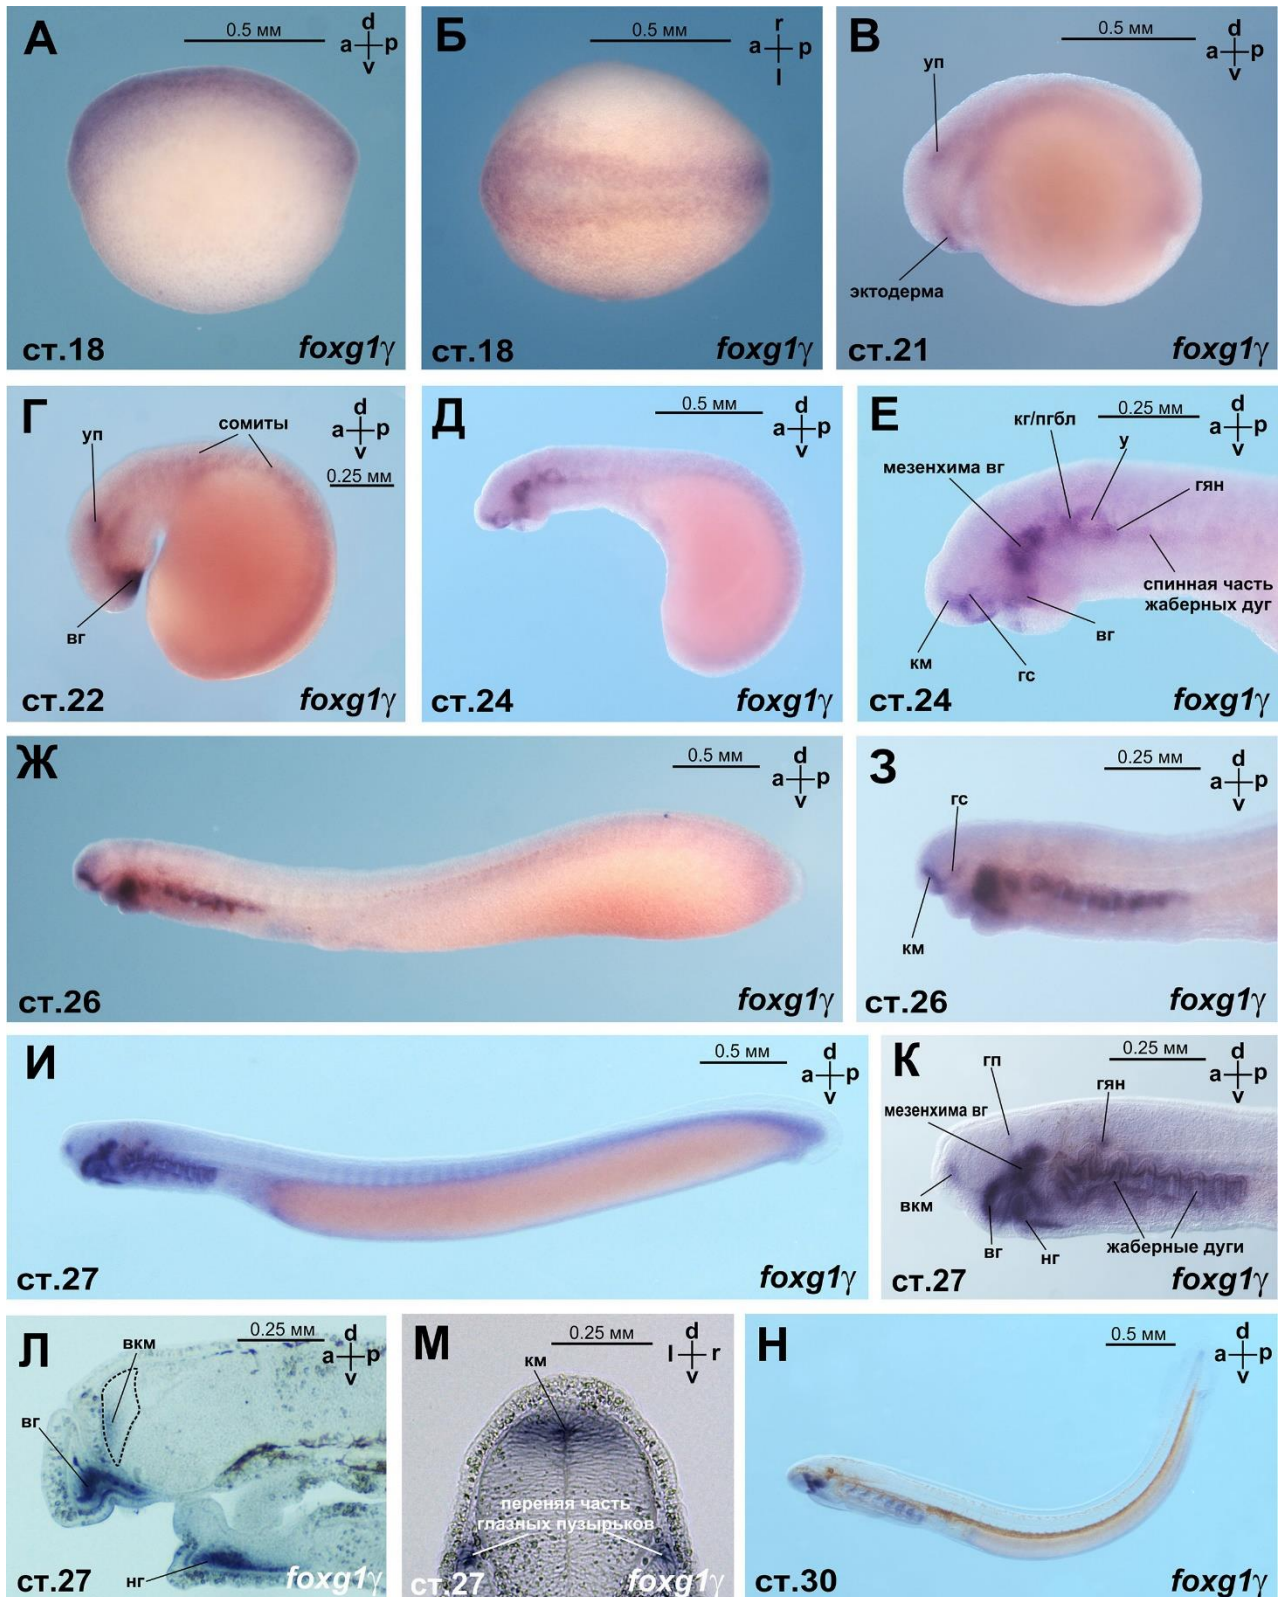 А
0.5 мм
d
a p
v
ст.18
foxg1γ
Б
0.5 мм
r
a p
l
ст.18
foxg1γ
В
0.5 мм
d
a p
v
уп
эктодерма
ст.21
foxg1γ
Г
d
a p
v
сомиты
уп
0.25 мм
вг
ст.22
foxg1γ
Д
0.5 мм
d
a p
v
ст.24
foxg1γ
Е
0.25 мм
d
a p
v
кг/пгбл
у
мезенхима вг
гян
спинная часть
жаберных дуг
вг
км
гс
ст.24
foxg1γ
Ж
0.5 мм
d
a p
v
ст.26
foxg1γ
З
0.25 мм
d
a p
v
гс
км
ст.26
foxg1γ
И
0.5 мм
d
a p
v
ст.27
foxg1γ
К
0.25 мм
d
a p
v
гп
гян
мезенхима вг
вкм
вг
нг
жаберные дуги
ст.27
foxg1γ
Л
0.25 мм
d
a p
v
вкм
вг
нг
ст.27
foxg1γ
М
0.25 мм
d
l r
v
км
переняя часть
глазных пузырьков
ст.27
foxg1γ
Н
0.5 мм
d
a p
v
ст.30
foxg1γ